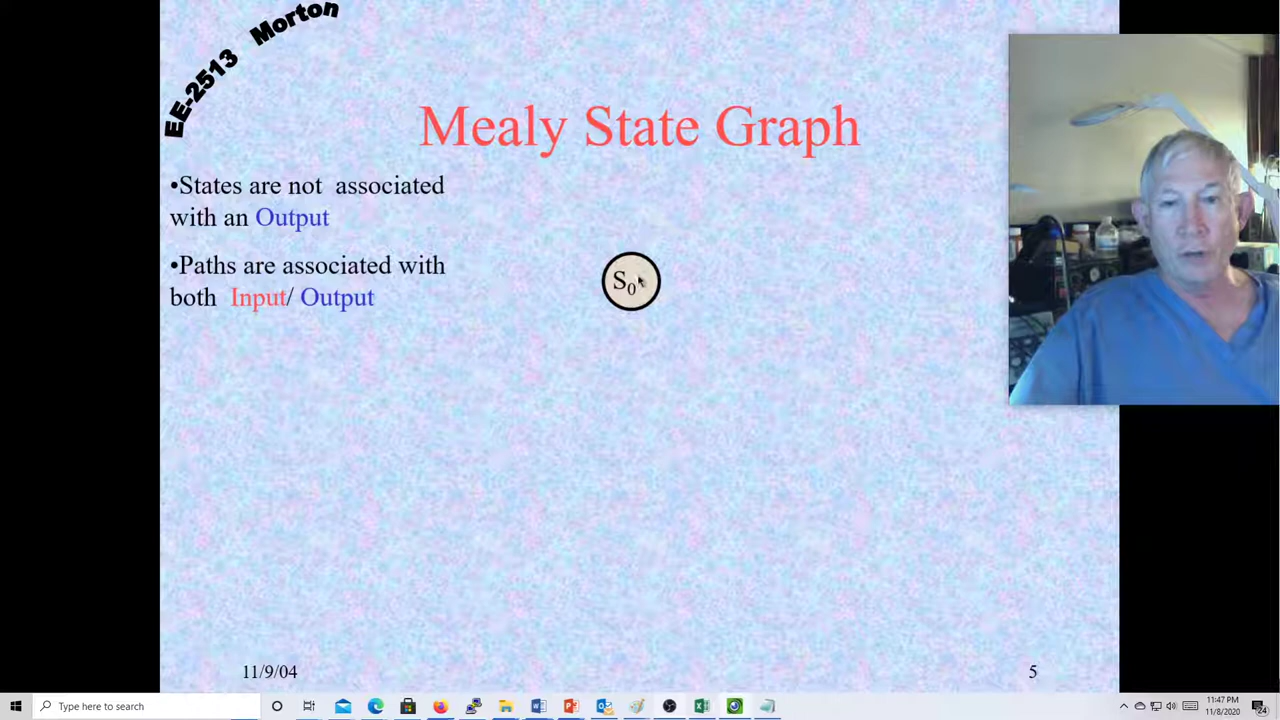 EE-2513 Morton
Mealy State Graph
•States are not associated
with an Output
•Paths are associated with
both Input/ Output
S0
11/9/04
5
Type here to search
11:47 PM
11/8/2020
24